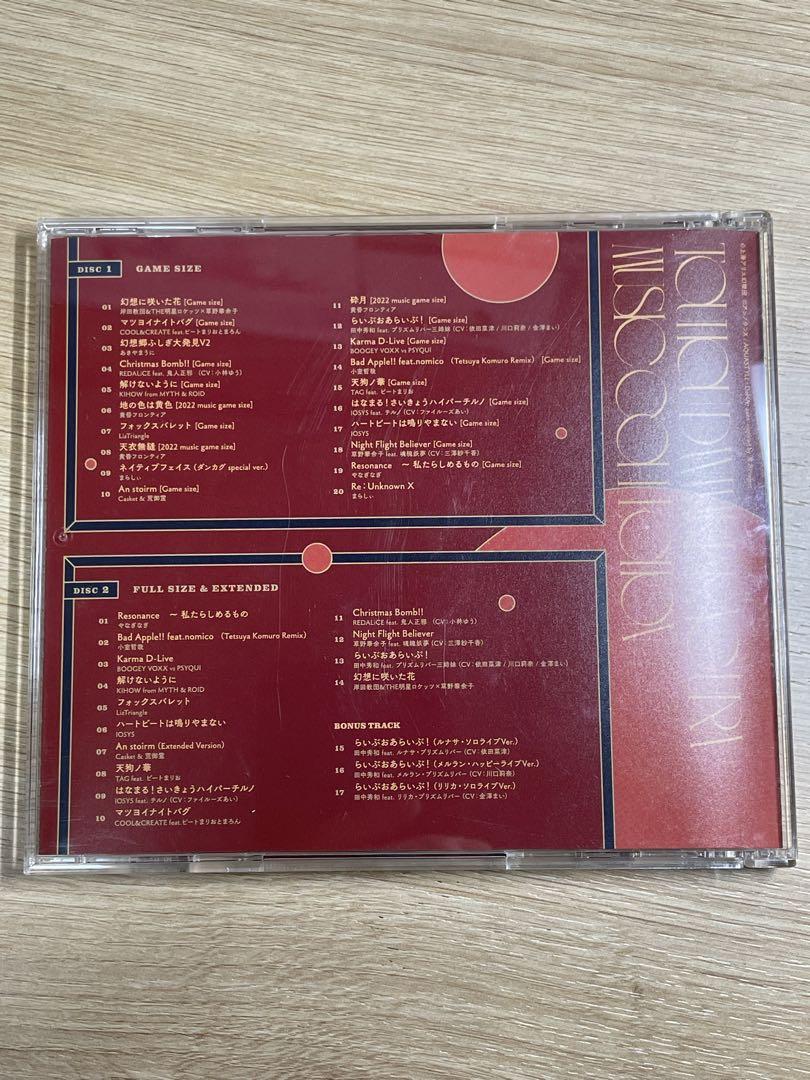 DISC 1 GAME SIZE
01 幻想に咲いた花 [Game size]
岸田教団&THE明星ロケッツ×草野華余子
02 マツヨイナイトバグ [Game size]
COOL&CREATE feat.ビートまりおとまろん
03 幻想郷ふしぎ大発見V2
あきやまうに
04 Christmas Bomb!! [Game size]
REDALiCE feat. 鬼人正邪 (CV:小林ゆう)
05 解けないように [Game size]
KIHOW from MYTH & ROID
06 地の色は黄色 [2022 music game size]
黄昏フロンティア
07 フォックスバレット [Game size]
LizTriangle
08 天衣無縫 [2022 music game size]
黄昏フロンティア
09 ネイティブフェイス (ダンカグ special ver.)
まらしぃ
10 An stoirm [Game size]
Casket & 荒御霊
11 砕月 [2022 music game size]
黄昏フロンティア
12 らいぶおあらいぶ! [Game size]
田中秀和 feat. プリズムリバー三姉妹 (CV:依田菜津 / 川口莉奈 / 金澤まい)
13 Karma D-Live [Game size]
BOOGEY VOXX vs PSYQUI
14 Bad Apple!! feat.nomico (Tetsuya Komuro Remix) [Game size]
小室哲哉
15 天狗ノ華 [Game size]
TAG feat. ビートまりお
16 はなまる!さいきょうハイパーチルノ [Game size]
IOSYS feat. チルノ (CV:ファイルーズあい)
17 ハートビートは鳴りやまない [Game size]
IOSYS
18 Night Flight Believer [Game size]
草野華余子 feat. 魂魄妖夢 (CV:三澤紗千香)
19 Resonance ～私たらしめるもの [Game size]
やなぎなぎ
20 Re:Unknown X
まらしぃ
DISC 2 FULL SIZE & EXTENDED
01 Resonance ～私たらしめるもの
やなぎなぎ
02 Bad Apple!! feat.nomico (Tetsuya Komuro Remix)
小室哲哉
03 Karma D-Live
BOOGEY VOXX vs PSYQUI
04 解けないように
KIHOW from MYTH & ROID
05 フォックスバレット
LizTriangle
06 ハートビートは鳴りやまない
IOSYS
07 An stoirm (Extended Version)
Casket & 荒御霊
08 天狗ノ華
TAG feat. ビートまりお
09 はなまる!さいきょうハイパーチルノ
IOSYS feat. チルノ (CV:ファイルーズあい)
10 マツヨイナイトバグ
COOL&CREATE feat.ビートまりおとまろん
11 Christmas Bomb!!
REDALiCE feat. 鬼人正邪 (CV:小林ゆう)
12 Night Flight Believer
草野華余子 feat. 魂魄妖夢 (CV:三澤紗千香)
13 らいぶおあらいぶ!
田中秀和 feat. プリズムリバー三姉妹 (CV:依田菜津 / 川口莉奈 / 金澤まい)
14 幻想に咲いた花
岸田教団&THE明星ロケッツ×草野華余子
BONUS TRACK
15 らいぶおあらいぶ! (ルナサ・ソロライブVer.)
田中秀和 feat. ルナサ・プリズムリバー (CV:依田菜津)
16 らいぶおあらいぶ! (メルラン・ハッピーライブVer.)
田中秀和 feat. メルラン・プリズムリバー (CV:川口莉奈)
17 らいぶおあらいぶ! (リリカ・ソロライブVer.)
田中秀和 feat. リリカ・プリズムリバー (CV:金澤まい)